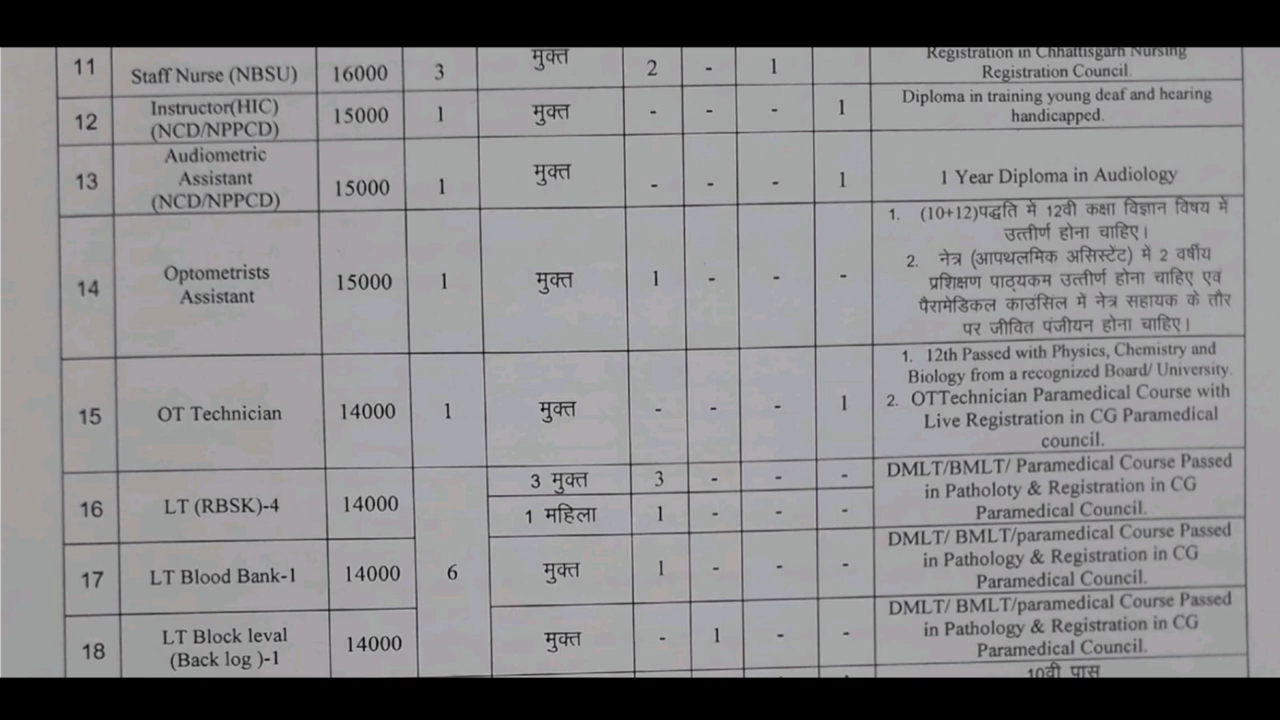 11 Staff Nurse (NBSU) 16000 3 मुक्त 2 - 1 Registration in Chhattisgarh Nursing
Registration Council.
12 Instructor(HIC) 15000 1 मुक्त - - - 1 Diploma in training young deaf and hearing
(NCD/NPPCD) handicapped.
13 Audiometric
Assistant 15000 1 मुक्त - - - 1 1 Year Diploma in Audiology
(NCD/NPPCD)
14 Optometrists
Assistant 15000 1 मुक्त 1 - - -
1. (10+12)पद्धति में 12वी कक्षा विज्ञान विषय में
उत्तीर्ण होना चाहिए।
2. नेत्र (आपथलमिक असिस्टेंट) में 2 वर्षीय
प्रशिक्षण पाठ्यकम उत्तीर्ण होना चाहिए एवं
पैरामेडिकल काउंसिल में नेत्र सहायक के तौर
पर जीवित पंजीयन होना चाहिए।
15 OT Technician 14000 1 मुक्त - - - 1
1. 12th Passed with Physics, Chemistry and
Biology from a recognized Board/ University.
2. OTTechnician Paramedical Course with
Live Registration in CG Paramedical
council.
16 LT (RBSK)-4 14000 6
3 मुक्त 3 - - -
1 महिला 1 - - -
DMLT/BMLT/ Paramedical Course Passed
in Patholoty & Registration in CG
Paramedical Council.
17 LT Blood Bank-1 14000 मुक्त 1 - - -
DMLT/ BMLT/paramedical Course Passed
in Pathology & Registration in CG
Paramedical Council.
18 LT Block leval
(Back log )-1 14000 मुक्त - 1 - -
DMLT/ BMLT/paramedical Course Passed
in Pathology & Registration in CG
Paramedical Council.
10वी पास